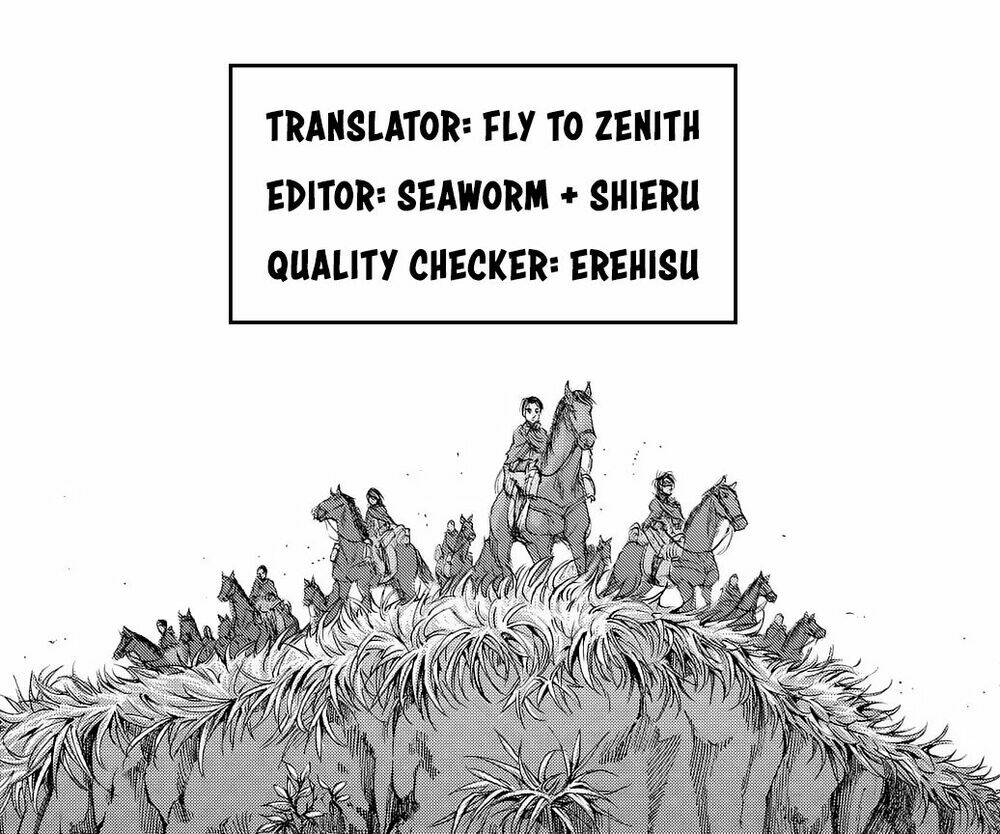 TRANSLATOR: FLY TO ZENITH
EDITOR: SEAWORM + SHIERU
QUALITY CHECKER: EREHISU